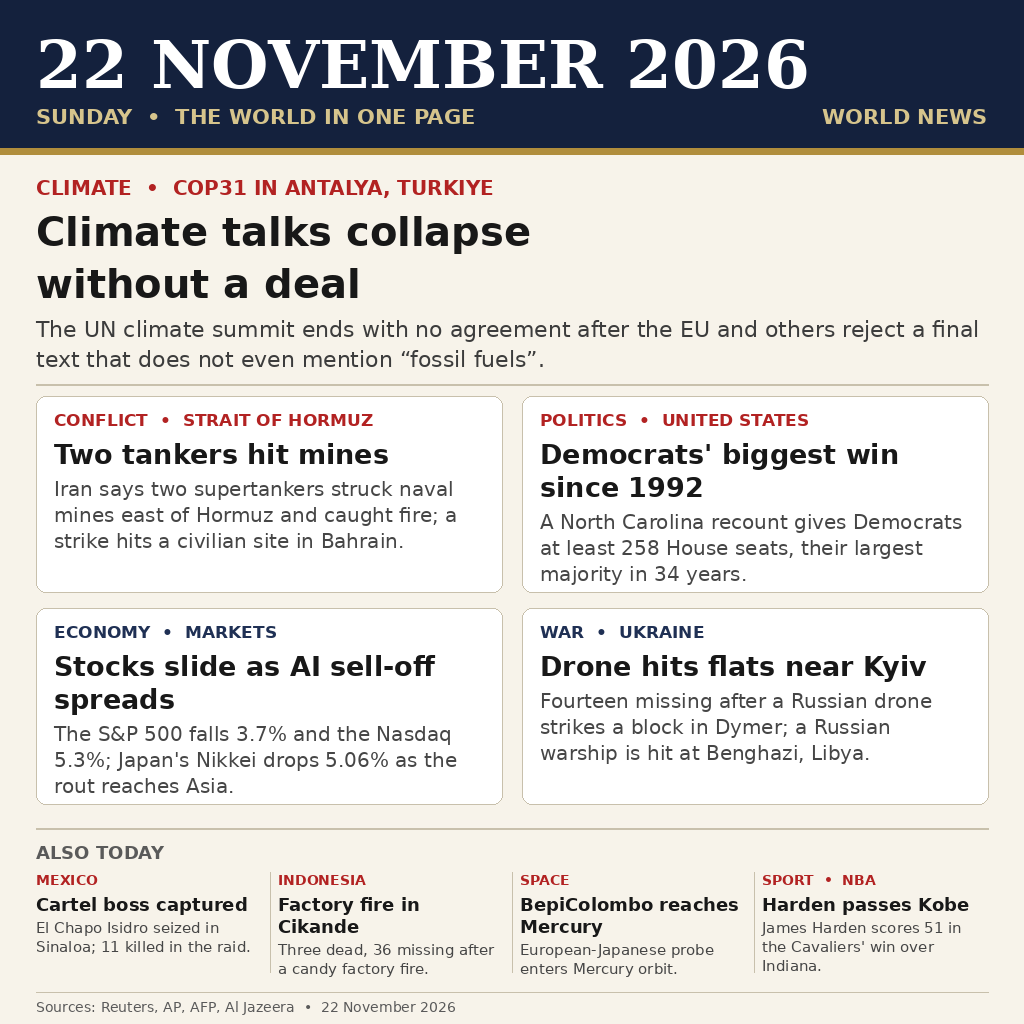 22 NOVEMBER 2026
SUNDAY • THE WORLD IN ONE PAGE
WORLD NEWS
CLIMATE • COP31 IN ANTALYA, TURKIYE
Climate talks collapse
without a deal
The UN climate summit ends with no agreement after the EU and others reject a final
text that does not even mention “fossil fuels”.
CONFLICT • STRAIT OF HORMUZ
Two tankers hit mines
Iran says two supertankers struck naval
mines east of Hormuz and caught fire; a
strike hits a civilian site in Bahrain.
POLITICS • UNITED STATES
Democrats' biggest win
since 1992
A North Carolina recount gives Democrats
at least 258 House seats, their largest
majority in 34 years.
ECONOMY • MARKETS
Stocks slide as AI sell-off
spreads
The S&P 500 falls 3.7% and the Nasdaq
5.3%; Japan's Nikkei drops 5.06% as the
rout reaches Asia.
WAR • UKRAINE
Drone hits flats near Kyiv
Fourteen missing after a Russian drone
strikes a block in Dymer; a Russian
warship is hit at Benghazi, Libya.
ALSO TODAY
MEXICO
Cartel boss captured
El Chapo Isidro seized in
Sinaloa; 11 killed in the raid.
INDONESIA
Factory fire in
Cikande
Three dead, 36 missing after
a candy factory fire.
SPACE
BepiColombo reaches
Mercury
European-Japanese probe
enters Mercury orbit.
SPORT • NBA
Harden passes Kobe
James Harden scores 51 in
the Cavaliers' win over
Indiana.
Sources: Reuters, AP, AFP, Al Jazeera • 22 November 2026